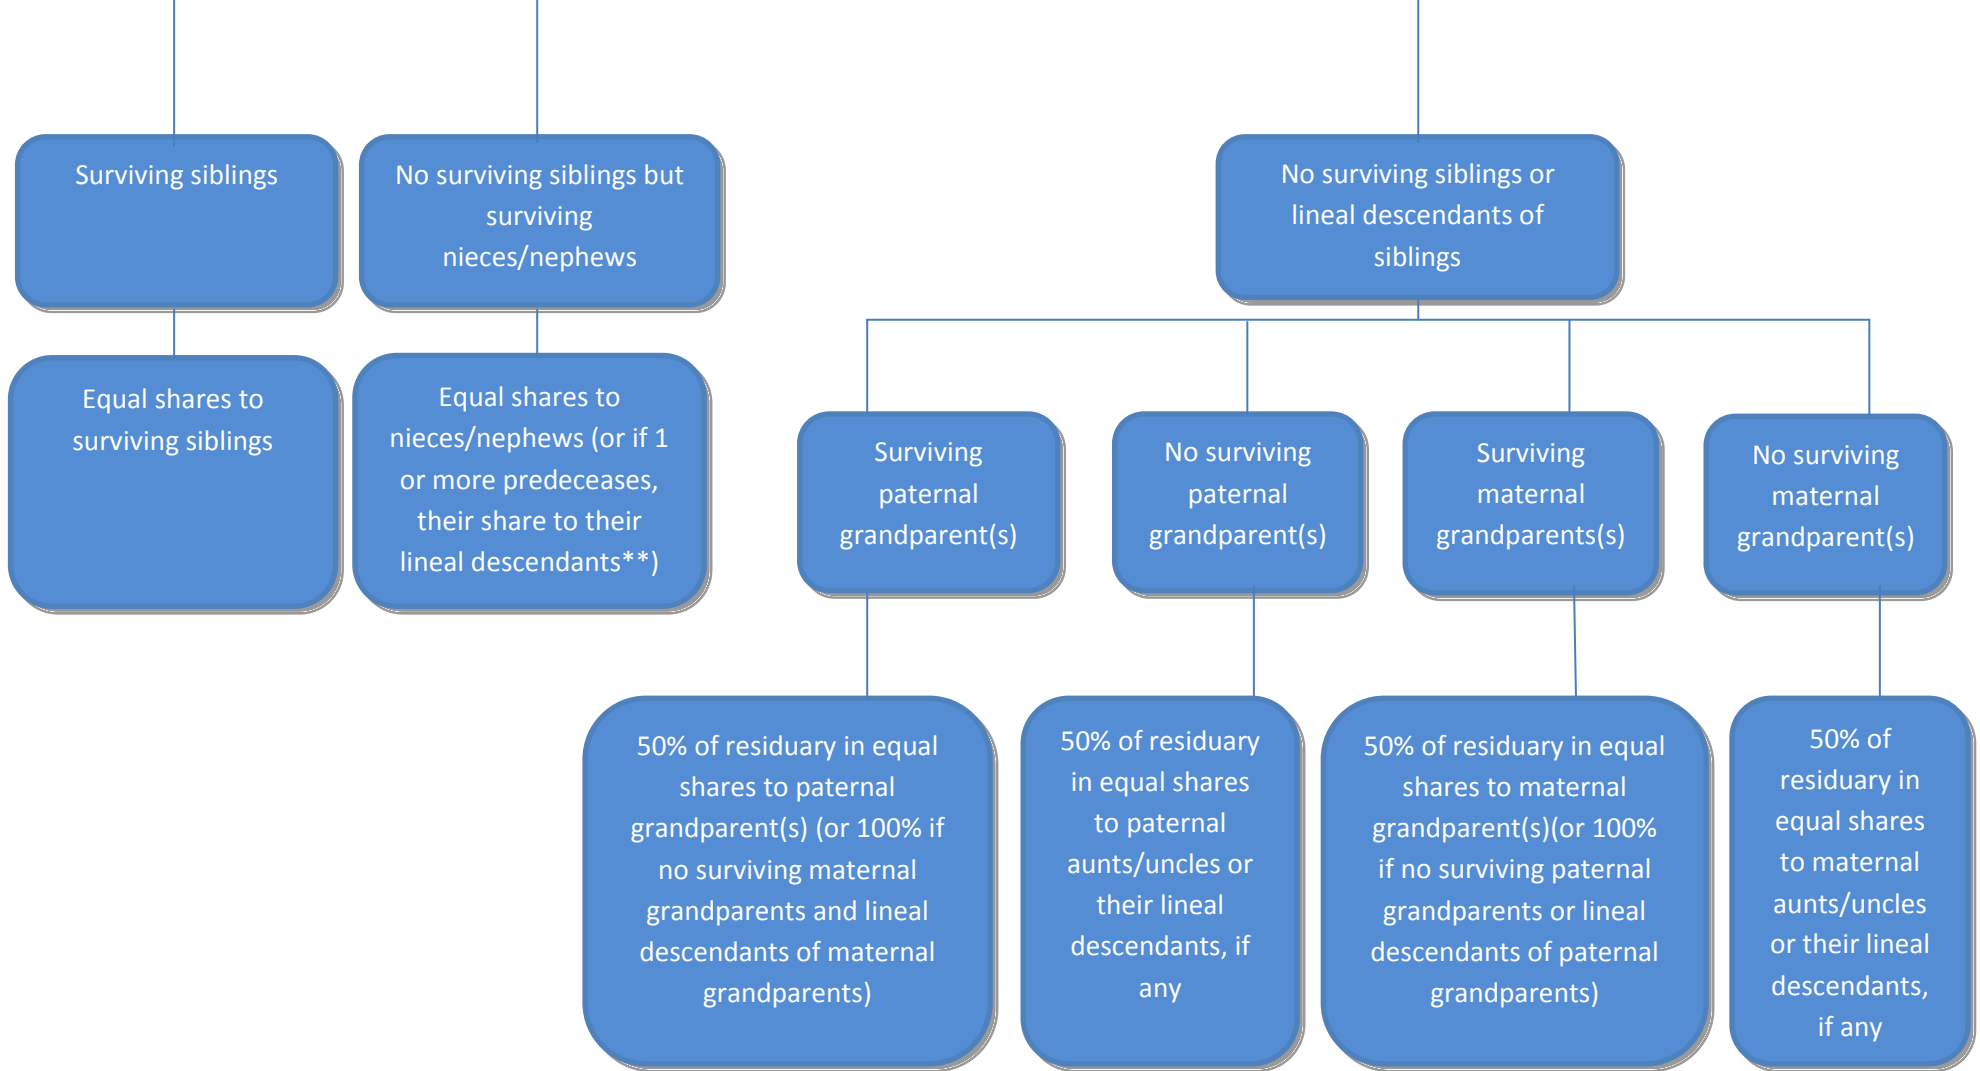 Surviving siblings
No surviving siblings but
surviving
nieces/nephews
No surviving siblings or
lineal descendants of
siblings
Equal shares to
surviving siblings
Equal shares to
nieces/nephews (or if 1
or more predeceases,
their share to their
lineal descendants**)
Surviving
paternal
grandparent(s)
No surviving
paternal
grandparent(s)
Surviving
maternal
grandparents(s)
No surviving
maternal
grandparent(s)
50% of residuary in equal
shares to paternal
grandparent(s) (or 100% if
no surviving maternal
grandparents and lineal
descendants of maternal
grandparents)
50% of residuary
in equal shares
to paternal
aunts/uncles or
their lineal
descendants, if
any
50% of residuary in equal
shares to maternal
grandparent(s)(or 100%
if no surviving paternal
grandparents or lineal
descendants of paternal
grandparents)
50% of
residuary in
equal shares
to maternal
aunts/uncles
or their lineal
descendants,
if any